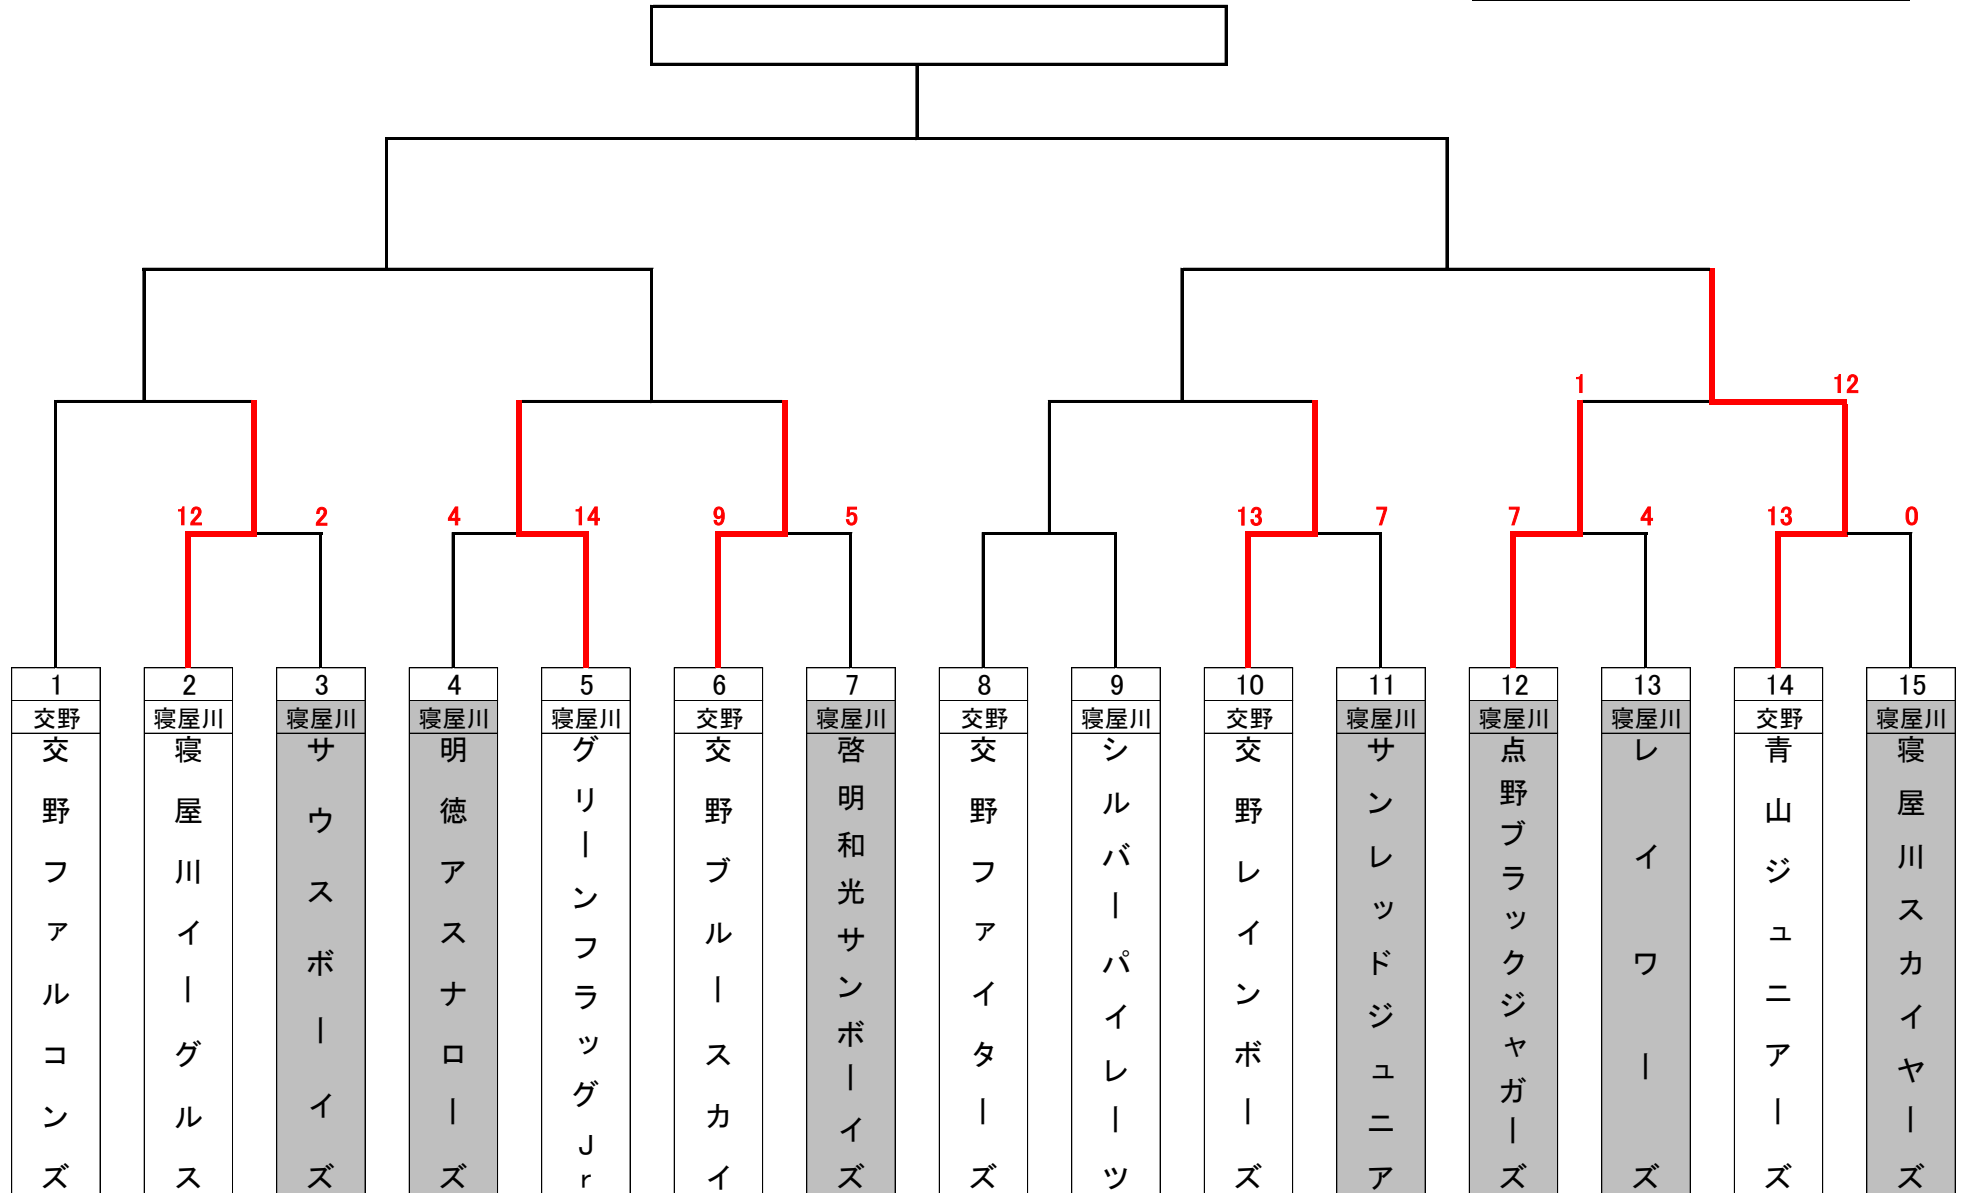 1 12
12 2 4 14 9 5 13 7 7 4 13 0
1 2 3 4 5 6 7 8 9 10 11 12 13 14 15
交野 寝屋川 寝屋川 寝屋川 寝屋川 交野 寝屋川 交野 寝屋川 交野 寝屋川 寝屋川 寝屋川 交野 寝屋川
交野ファルコンズ
寝屋川イーグルス
サウスボーイズ
明徳アスナローズ
グリーンフラッグJr
交野ブルースカイ
啓明和光サンボーイズ
交野ファイターズ
シルバーパイレーツ
交野レインボーズ
サンレッドジュニア
点野ブラックジャガーズ
レイワーズ
青山ジュニアーズ
寝屋川スカイヤーズ